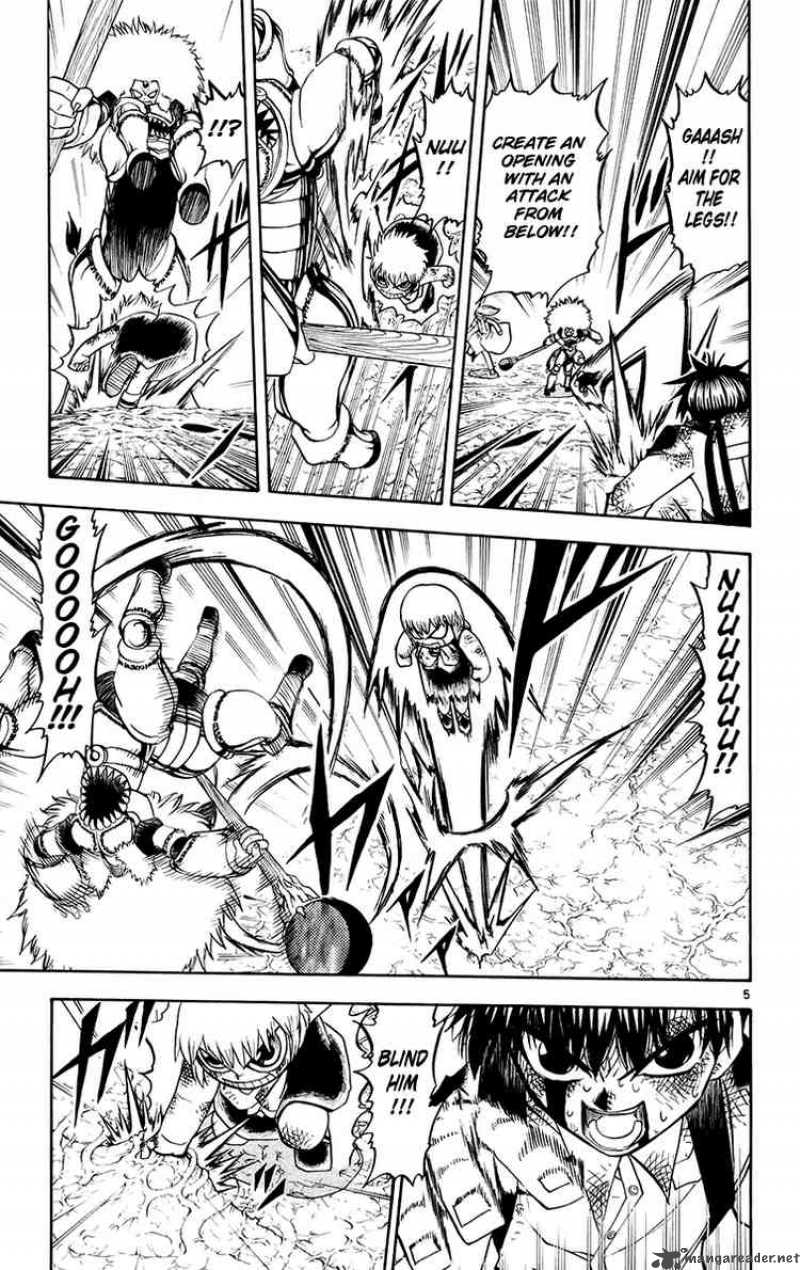 GAAASH
!!
AIM FOR
THE
LEGS!!
CREATE AN
OPENING
WITH AN
ATTACK
FROM
BELOW!!
NUU
!!
!!?
NUUUUUUU!!
GOOOOOH!!!
5
BLIND
HIM
!!!
mangareader.net